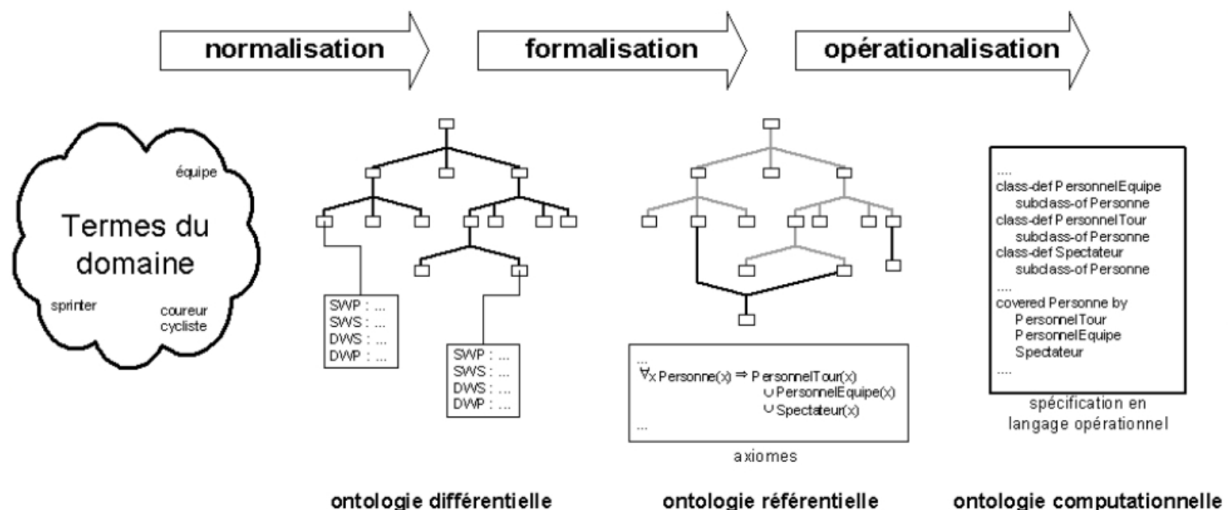 normalisation
formalisation
opérationalisation
équipe
Termes du
domaine
sprinter
coureur
cycliste
SWP : ...
SWS : ...
DWS : ...
DWP : ...
SWP : ...
SWS : ...
DWS : ...
DWP : ...
...
∀x Personne(x) ⇒ PersonnelTour(x)
∪ PersonnelEquipe(x)
∪ Spectateur(x)
...
axiomes
....
class-def PersonnelEquipe
subclass-of Personne
class-def PersonnelTour
subclass-of Personne
class-def Spectateur
subclass-of Personne
....
covered Personne by
PersonnelTour
PersonnelEquipe
Spectateur
....
spécification en
langage opérationnel
ontologie différentielle
ontologie référentielle
ontologie computationnelle